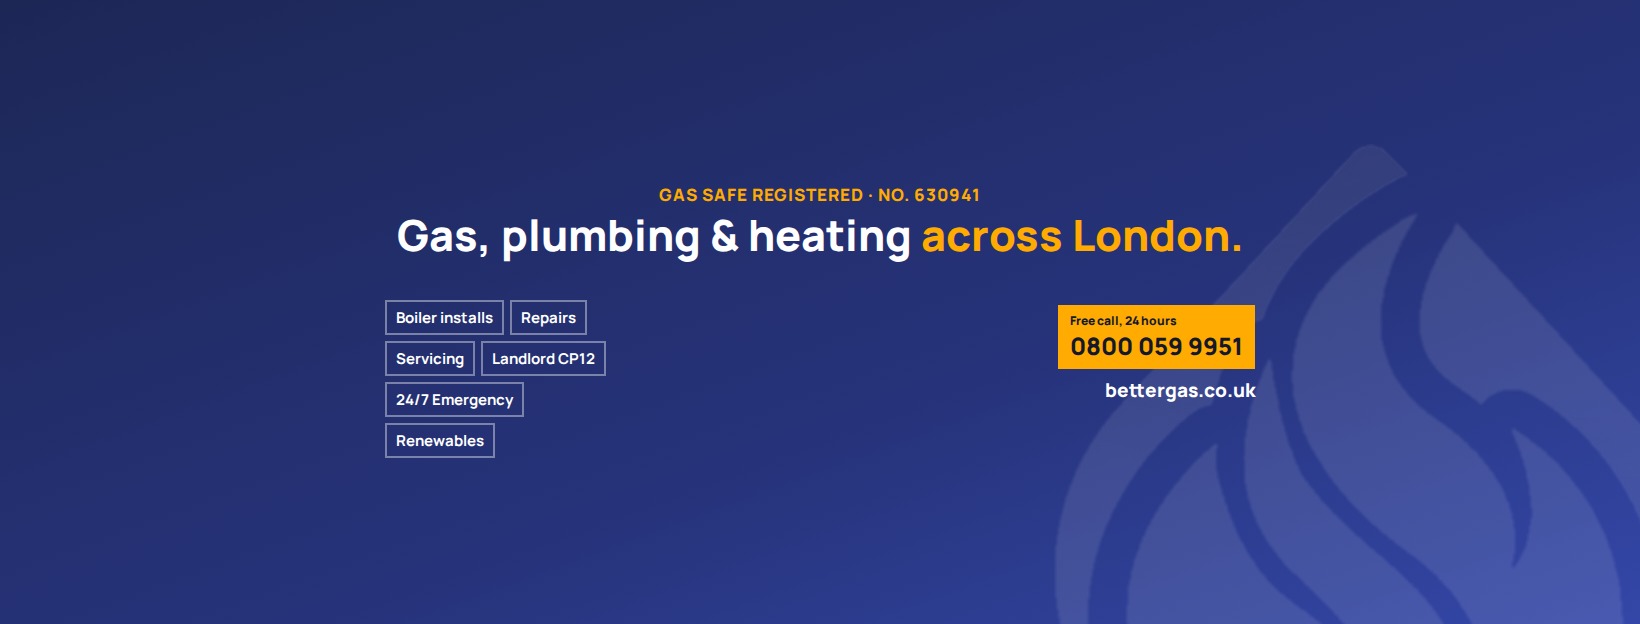 GAS SAFE REGISTERED · NO. 630941
Gas, plumbing & heating across London.
Boiler installs Repairs
Servicing Landlord CP12
24/7 Emergency
Renewables
Free call, 24 hours
0800 059 9951
bettergas.co.uk